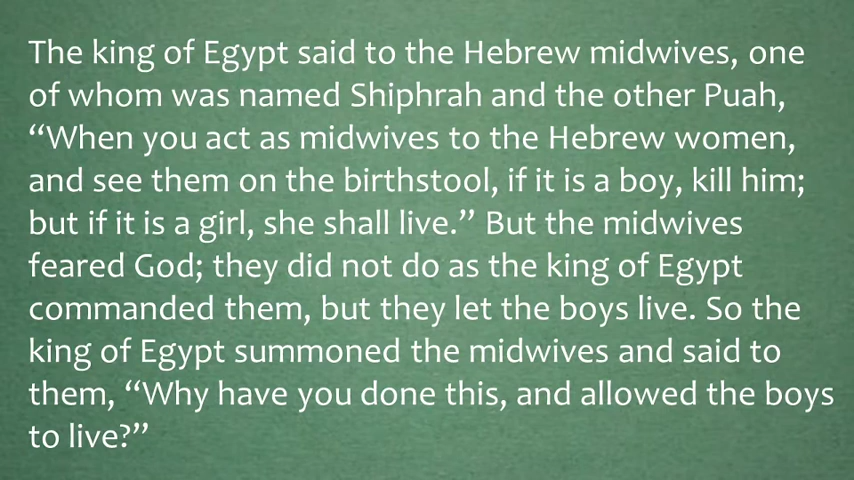 The king of Egypt said to the Hebrew midwives, one
of whom was named Shiphrah and the other Puah,
“When you act as midwives to the Hebrew women,
and see them on the birthstool, if it is a boy, kill him;
but if it is a girl, she shall live.” But the midwives
feared God; they did not do as the king of Egypt
commanded them, but they let the boys live. So the
king of Egypt summoned the midwives and said to
them, “Why have you done this, and allowed the boys
to live?”